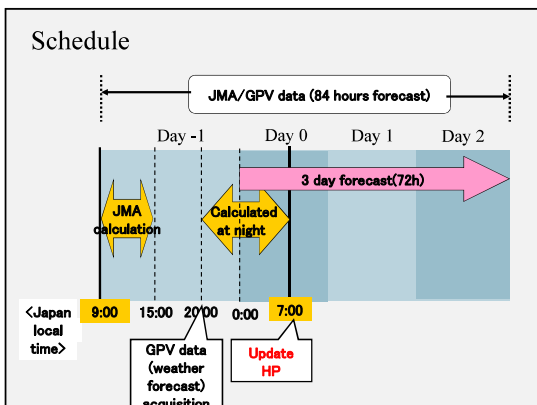 Schedule
JMA/GPV data (84 hours forecast)
Day -1
Day 0
Day 1
Day 2
3 day forecast(72h)
JMA
calculation
Calculated
at night
<Japan
local
time>
9:00
15:00
20:00
0:00
7:00
GPV data
(weather
forecast)
acquisition
Update
HP